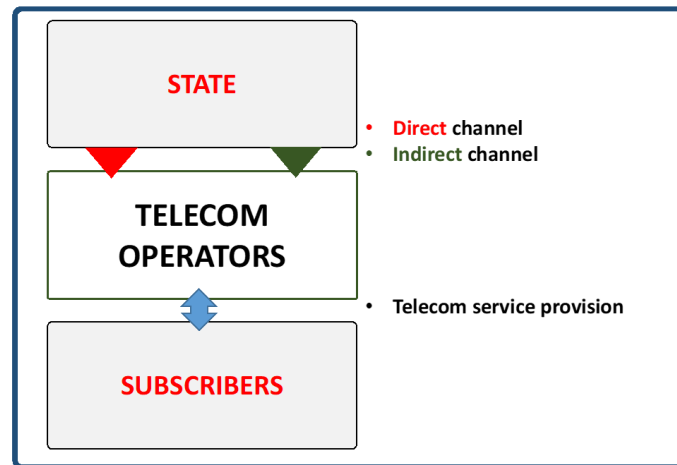 STATE
• Direct channel
• Indirect channel
TELECOM
OPERATORS
• Telecom service provision
SUBSCRIBERS